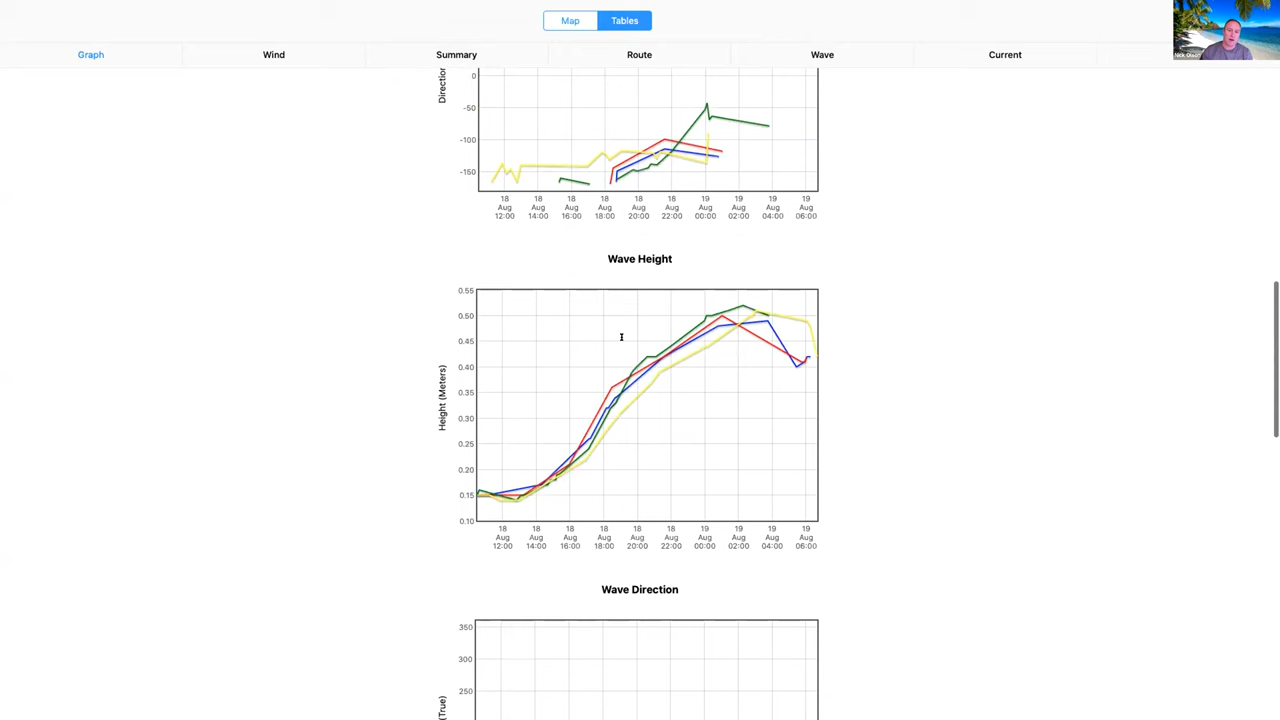 Map Tables
Graph Wind Summary Route Wave Current
Direction
0
-50
-100
-150
18 18 18 18 18 18 19 19 19 19
Aug Aug Aug Aug Aug Aug Aug Aug Aug Aug
12:00 14:00 16:00 18:00 20:00 22:00 00:00 02:00 04:00 06:00
Wave Height
Height (Meters)
0.55
0.50
0.45
0.40
0.35
0.30
0.25
0.20
0.15
0.10
18 18 18 18 18 18 19 19 19 19
Aug Aug Aug Aug Aug Aug Aug Aug Aug Aug
12:00 14:00 16:00 18:00 20:00 22:00 00:00 02:00 04:00 06:00
Wave Direction
(True)
350
300
250
Nick Olson